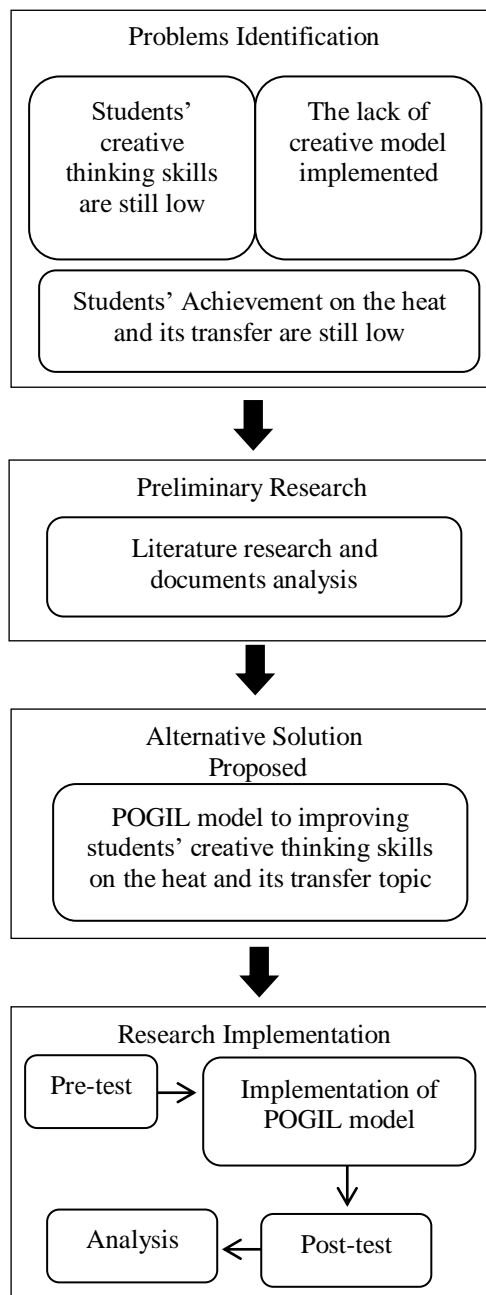 Problems Identification
Students’
creative
thinking skills
are still low
The lack of
creative model
implemented
Students’ Achievement on the heat
and its transfer are still low
Preliminary Research
Literature research and
documents analysis
Alternative Solution
Proposed
POGIL model to improving
students’ creative thinking skills
on the heat and its transfer topic
Research Implementation
Pre-test
Implementation of
POGIL model
Analysis
Post-test